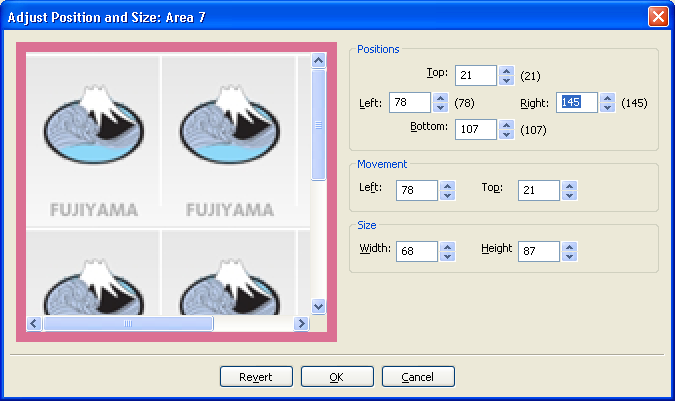 Adjust Position and Size: Area 7
FUJIYAMA FUJIYAMA
Positions
Top: 21 (21)
Left: 78 (78) Right: 145 (145)
Bottom: 107 (107)
Movement
Left: 78 Top: 21
Size
Width: 68 Height 87
Revert OK Cancel